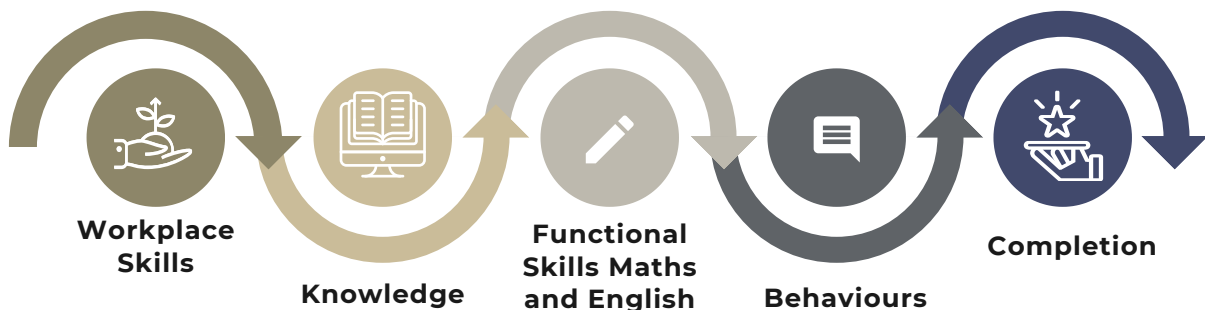 Workplace
Skills
Knowledge
Functional
Skills Maths
and English
Behaviours
Completion